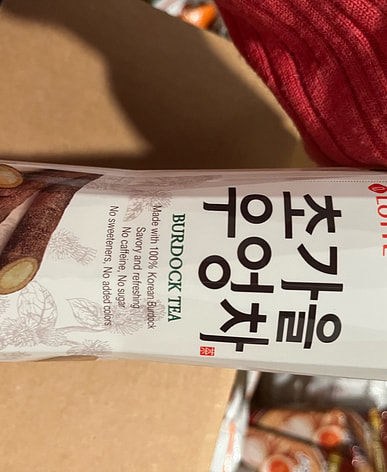 LOTTE
초가을
우엉차
BURDOCK TEA
Made with 100% Korean Burdock
Savory and refreshing
No caffeine, No sugar
No sweeteners, No added colors